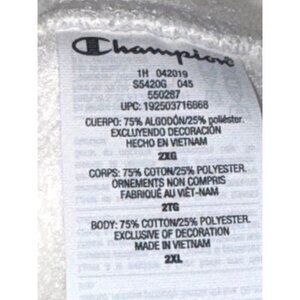 Champion
1H 042019
S5420G 045
550287
UPC: 192503716868
CUERPO: 75% ALGODÓN/25% poliéster.
EXCLUYENDO DECORACIÓN
HECHO EN VIETNAM
2XG
CORPS: 75% COTON/25% POLYESTER.
ORNEMENTS NON COMPRIS
FABRIQUÉ AU VIÊT-NAM
2TG
BODY: 75% COTTON/25% POLYESTER.
EXCLUSIVE OF DECORATION
MADE IN VIETNAM
2XL